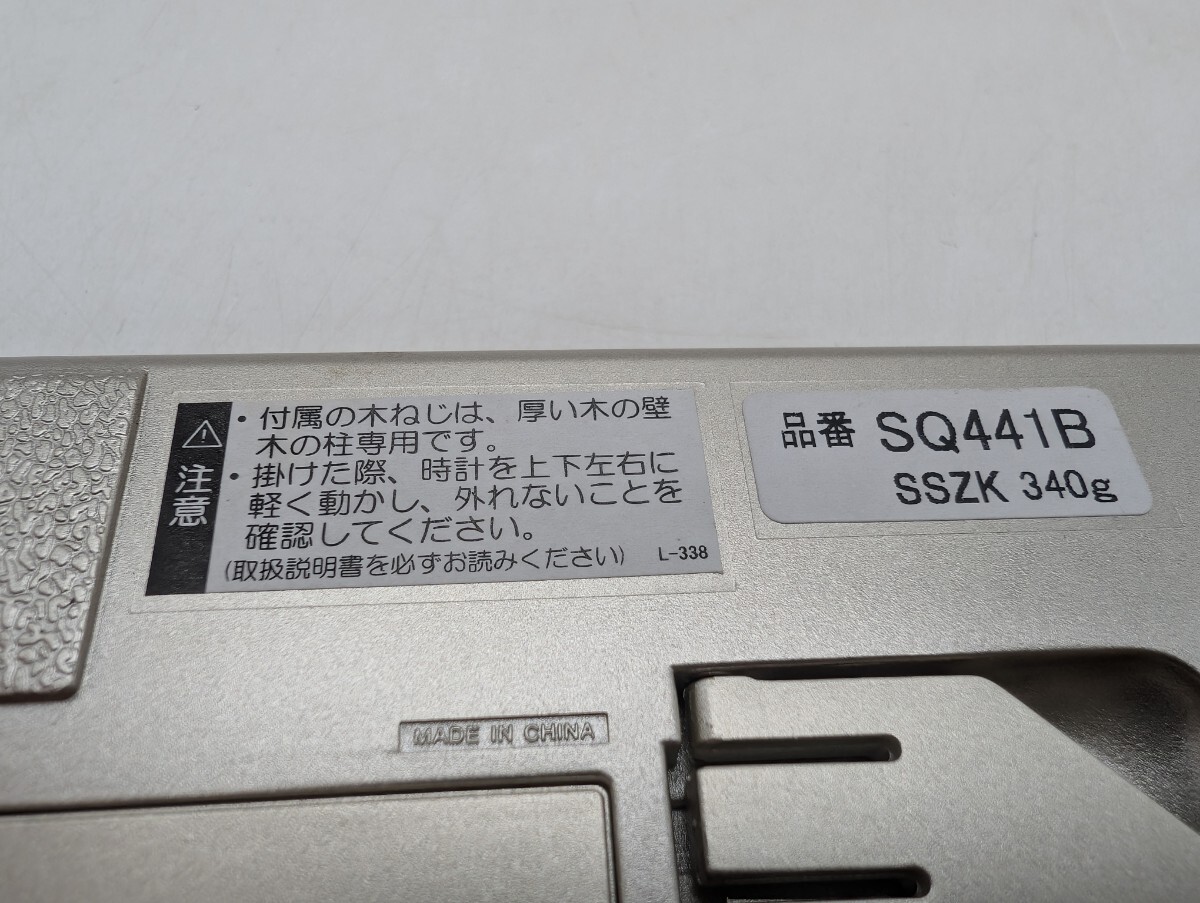 注意
・付属の木ねじは、厚い木の壁
木の柱専用です。
・掛けた際、時計を上下左右に
軽く動かし、外れないことを
確認してください。
(取扱説明書を必ずお読みください) L-338
品番 SQ441B
SSZK 340g
MADE IN CHINA